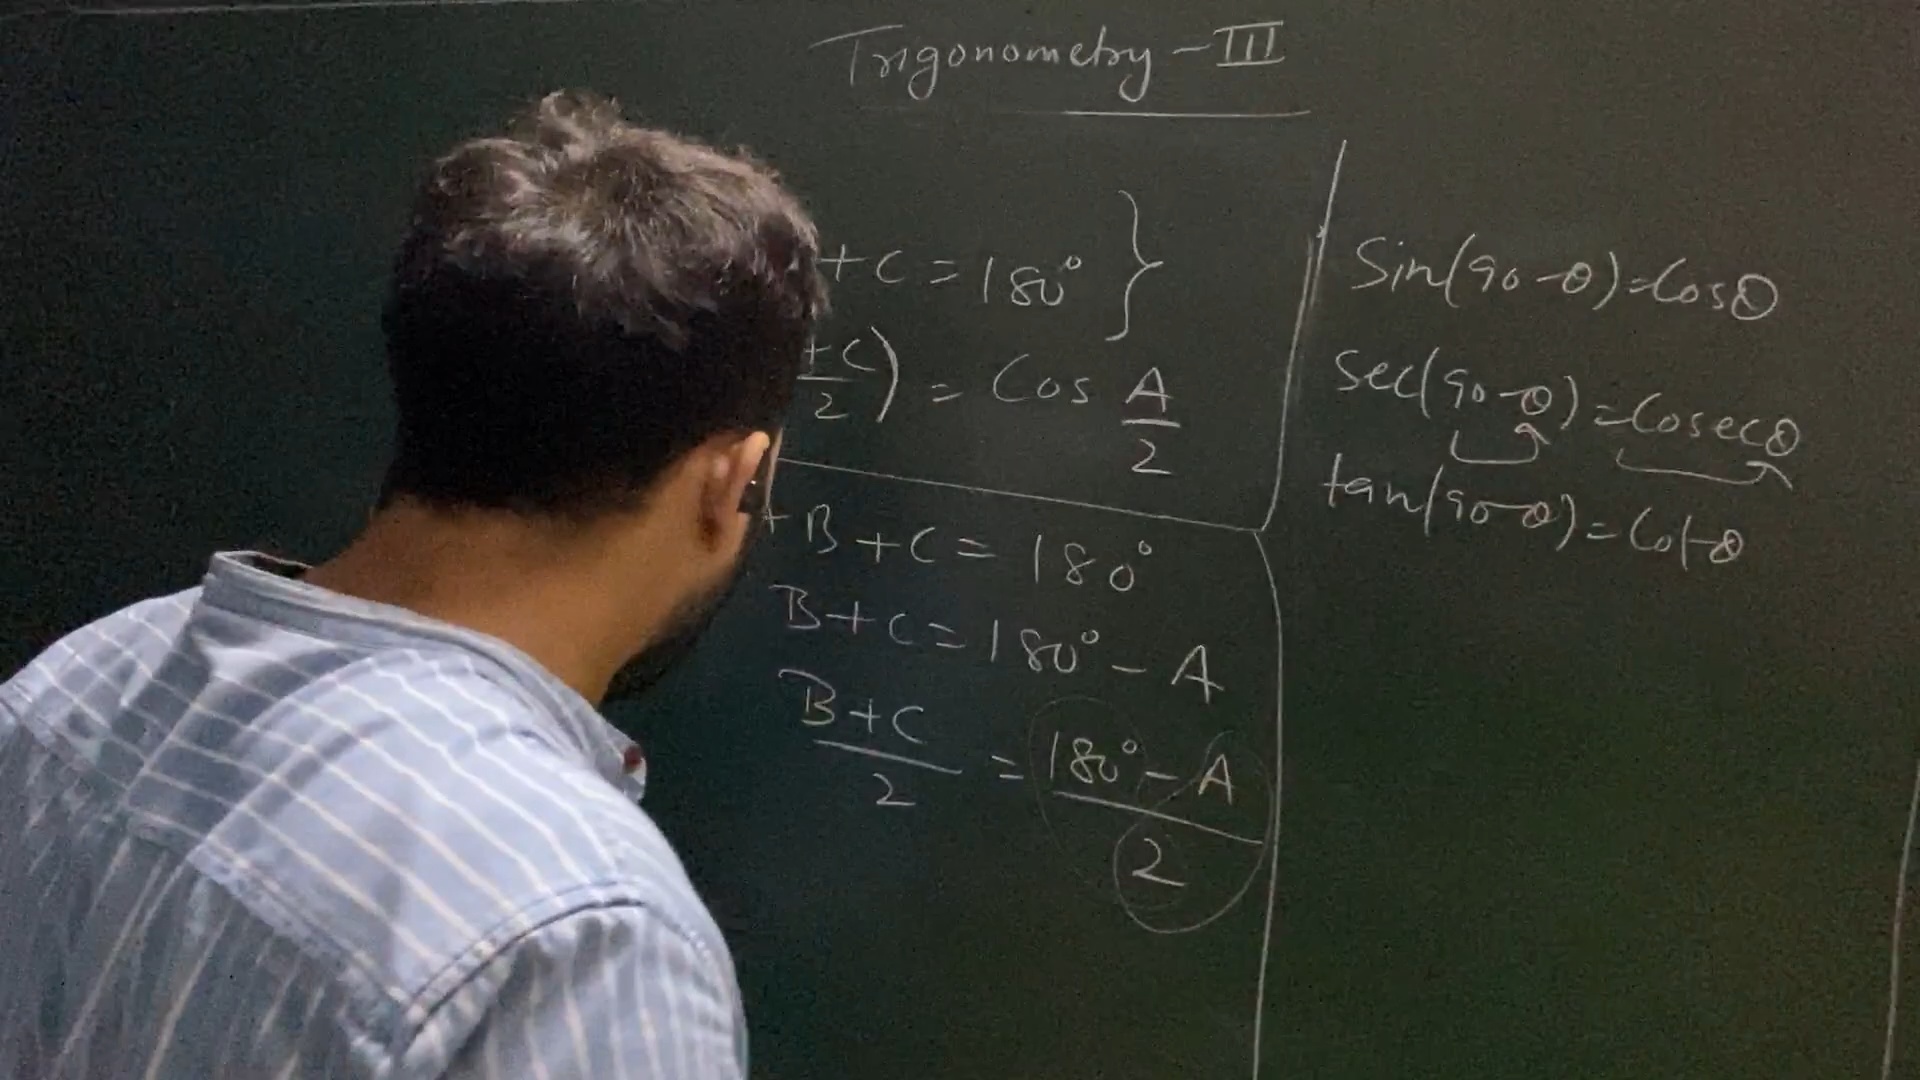 Trigonometry - III
+ C = 180° }
+C/2) = Cos A/2
+ B + C = 180°
B + C = 180° - A
B + C/2 = 180° - A/2
Sin(90-θ)=Cosθ
Sec(90-θ)=Cosecθ
tan(90-θ)=Cotθ